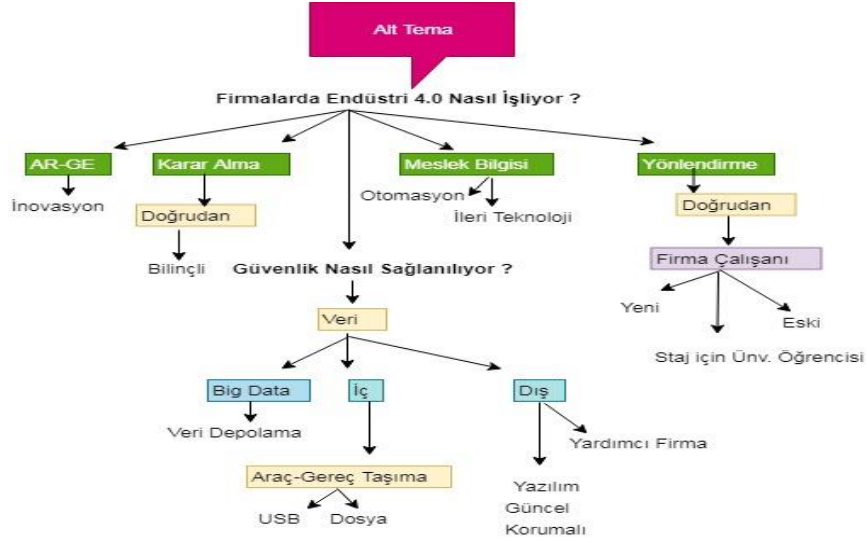 Alt Tema
Firmalarda Endüstri 4.0 Nasıl İşliyor ?
AR-GE
Karar Alma
Meslek Bilgisi
Yönlendirme
İnovasyon
Doğrudan
Otomasyon
İleri Teknoloji
Doğrudan
Bilinçli
Güvenlik Nasıl Sağlanılıyor ?
Firma Çalışanı
Veri
Yeni
Eski
Staj için Ünv. Öğrencisi
Big Data
İç
Dış
Veri Depolama
Yardımcı Firma
Araç-Gereç Taşıma
Yazılım
Güncel
Korumalı
USB
Dosya